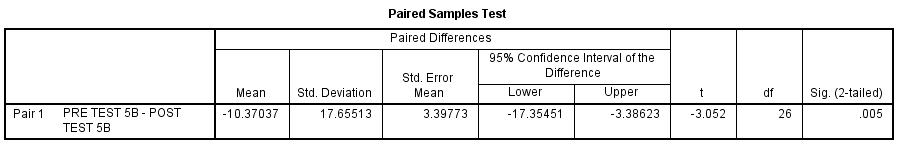 Paired Samples Test
Paired Differences
95% Confidence Interval of the
Difference
Mean Std. Deviation Std. Error
Mean Lower Upper t df Sig. (2-tailed)
Pair 1 PRE TEST 5B - POST
TEST 5B -10.37037 17.65513 3.39773 -17.35451 -3.38623 -3.052 26 .005